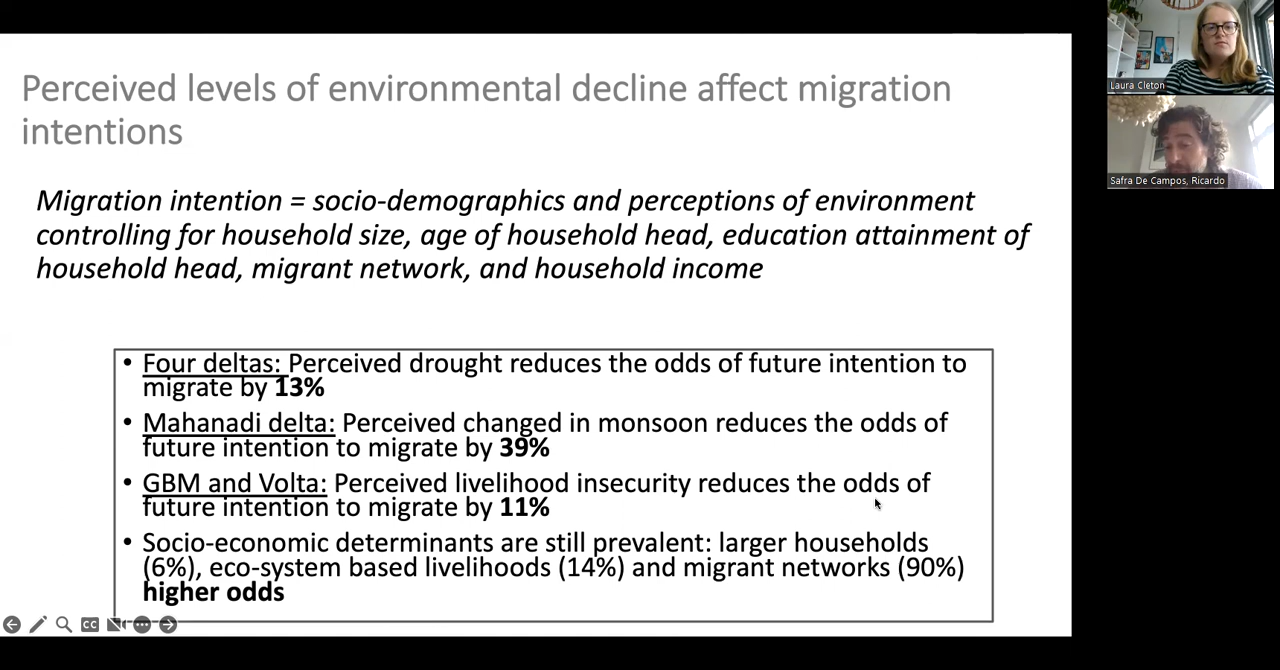 Perceived levels of environmental decline affect migration
intentions
Migration intention = socio-demographics and perceptions of environment
controlling for household size, age of household head, education attainment of
household head, migrant network, and household income
• Four deltas: Perceived drought reduces the odds of future intention to
migrate by 13%
• Mahanadi delta: Perceived changed in monsoon reduces the odds of
future intention to migrate by 39%
• GBM and Volta: Perceived livelihood insecurity reduces the odds of
future intention to migrate by 11%
• Socio-economic determinants are still prevalent: larger households
(6%), eco-system based livelihoods (14%) and migrant networks (90%)
higher odds
CC
Laura Cleton
Safra De Campos, Ricardo